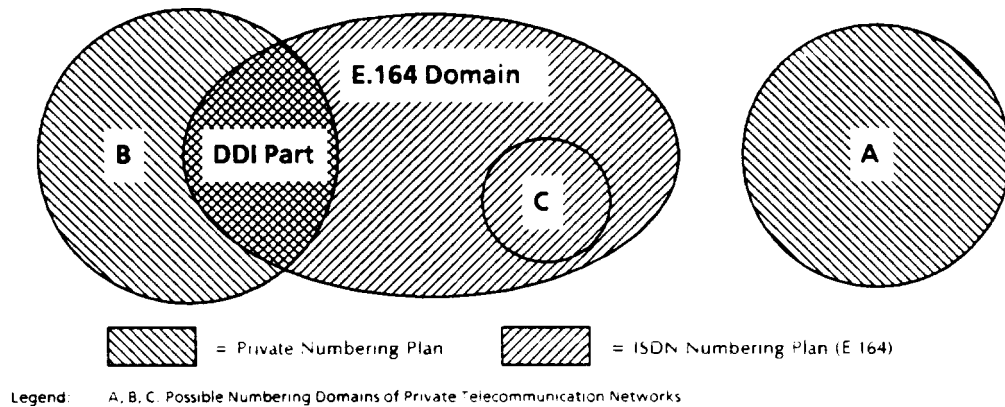 E.164 Domain
B
DDI Part
A
C
= Private Numbering Plan
= ISDN Numbering Plan (E 164)
Legend: A, B, C. Possible Numbering Domains of Private Telecommunication Networks